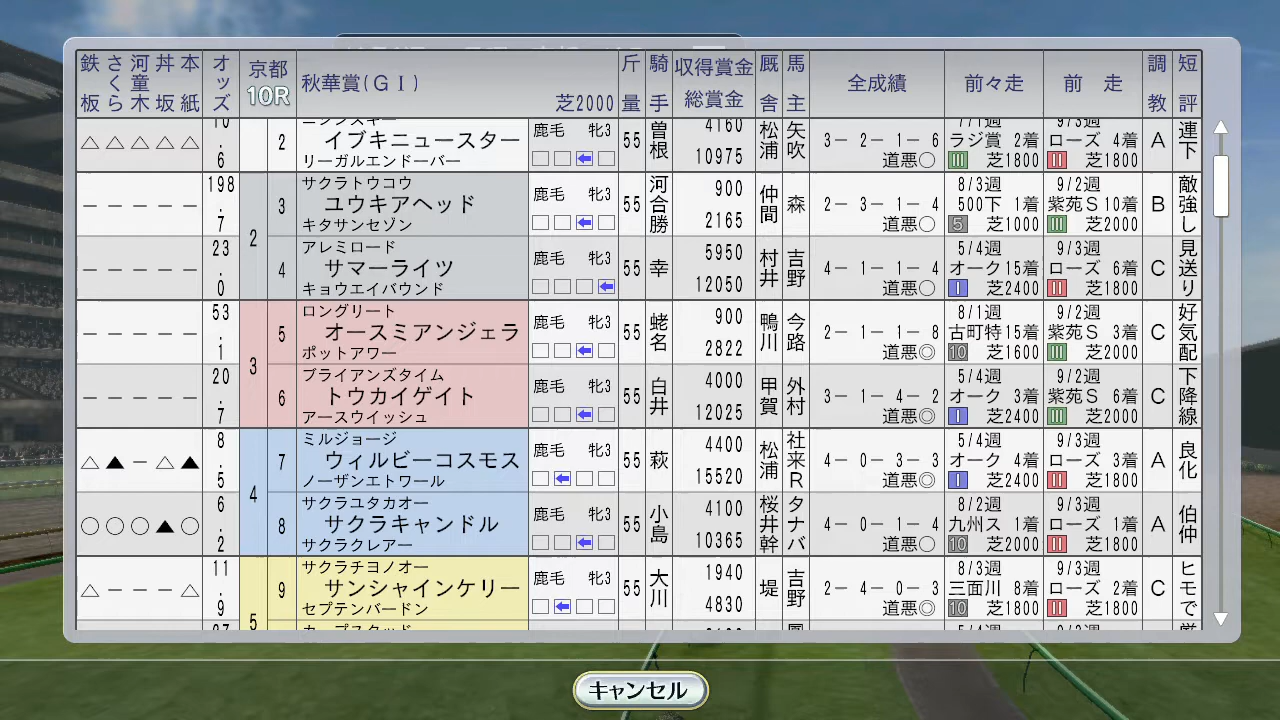 鉄板 さくら 河童木 丼坂 本紙 オッズ 京都10R 秋華賞(GⅠ) 芝2000 斤量 騎手 収得賞金 総賞金 厩舎 馬主 全成績 前々走 前 走 調教 短評
△△△△△ .6 2 イブキニュースター リーガルエンドーバー 鹿毛 牝3 55 曽根 4160 10975 松浦 矢吹 3-2-1-6 道悪○ ラジ賞 2着 Ⅲ 芝1800 ローズ 4着 Ⅱ 芝1800 A 連下
----- 198.7 2 3 サクラトウコウ ユウキアヘッド キタサンセゾン 鹿毛 牝3 55 河合勝 900 2165 仲間 森 2-3-1-4 道悪○ 8/3週 500下 1着 5 芝1000 9/2週 紫苑S 10着 Ⅲ 芝2000 B 敵強し
----- 23.0 4 アレミロード サマーライツ キョウエイバウンド 鹿毛 牝3 55 幸 5950 12050 村井 吉野 4-1-1-4 道悪○ 5/4週 オーク 15着 Ⅰ 芝2400 9/3週 ローズ 6着 Ⅱ 芝1800 C 見送り
----- 53.1 3 5 ロングリート オースミアンジェラ ポットアワー 鹿毛 牝3 55 蛯名 900 2822 鴨川 今路 2-1-1-8 道悪◎ 8/1週 古町特 15着 10 芝1600 9/2週 紫苑S 3着 Ⅲ 芝2000 C 好気配
----- 20.7 6 ブライアンズタイム トウカイゲイト アースウイッシュ 鹿毛 牝3 55 白井 4000 12025 甲賀 外村 3-1-4-2 道悪◎ 5/4週 オーク 3着 Ⅰ 芝2400 9/2週 紫苑S 6着 Ⅲ 芝2000 C 下降線
△▲-△▲ 8.5 4 7 ミルジョージ ウィルビーコスモス ノーザンエトワール 鹿毛 牝3 55 萩 4400 15520 松浦 社来R 4-0-3-3 道悪◎ 5/4週 オーク 4着 Ⅰ 芝2400 9/3週 ローズ 3着 Ⅱ 芝1800 A 良化
○○○▲○ 6.2 8 サクラユタカオー サクラキャンドル サクラクレアー 鹿毛 牝3 55 小島 4100 10365 桜井幹 タナバ 4-0-1-4 道悪○ 8/2週 九州ス 1着 10 芝2000 9/3週 ローズ 1着 Ⅱ 芝1800 A 伯仲
△---△ 11.9 5 9 サクラチヨノオー サンシャインケリー セプテンバードン 鹿毛 牝3 55 大川 1940 4830 堤 吉野 2-4-0-3 道悪◎ 8/3週 三面川 8着 10 芝1800 9/3週 ローズ 2着 Ⅱ 芝1800 C ヒモで
キャンセル